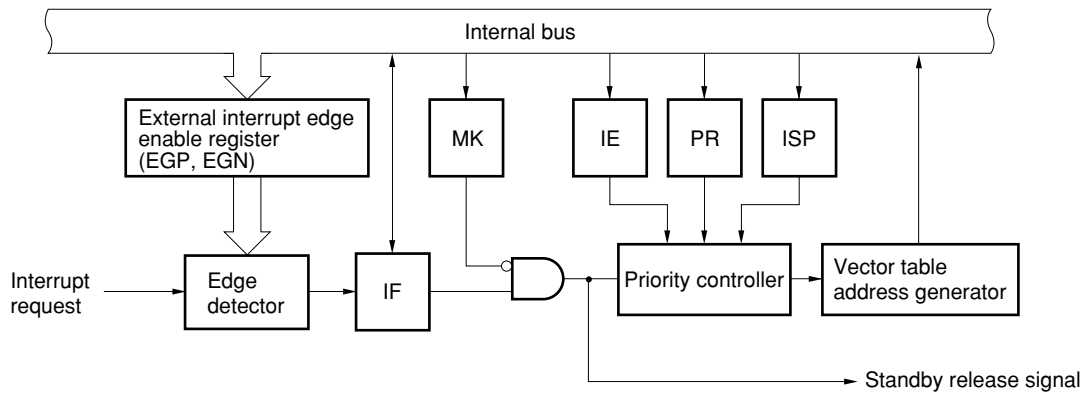 Internal bus
External interrupt edge
enable register
(EGP, EGN)
MK
IE
PR
ISP
Interrupt
request
Edge
detector
IF
Priority controller
Vector table
address generator
Standby release signal